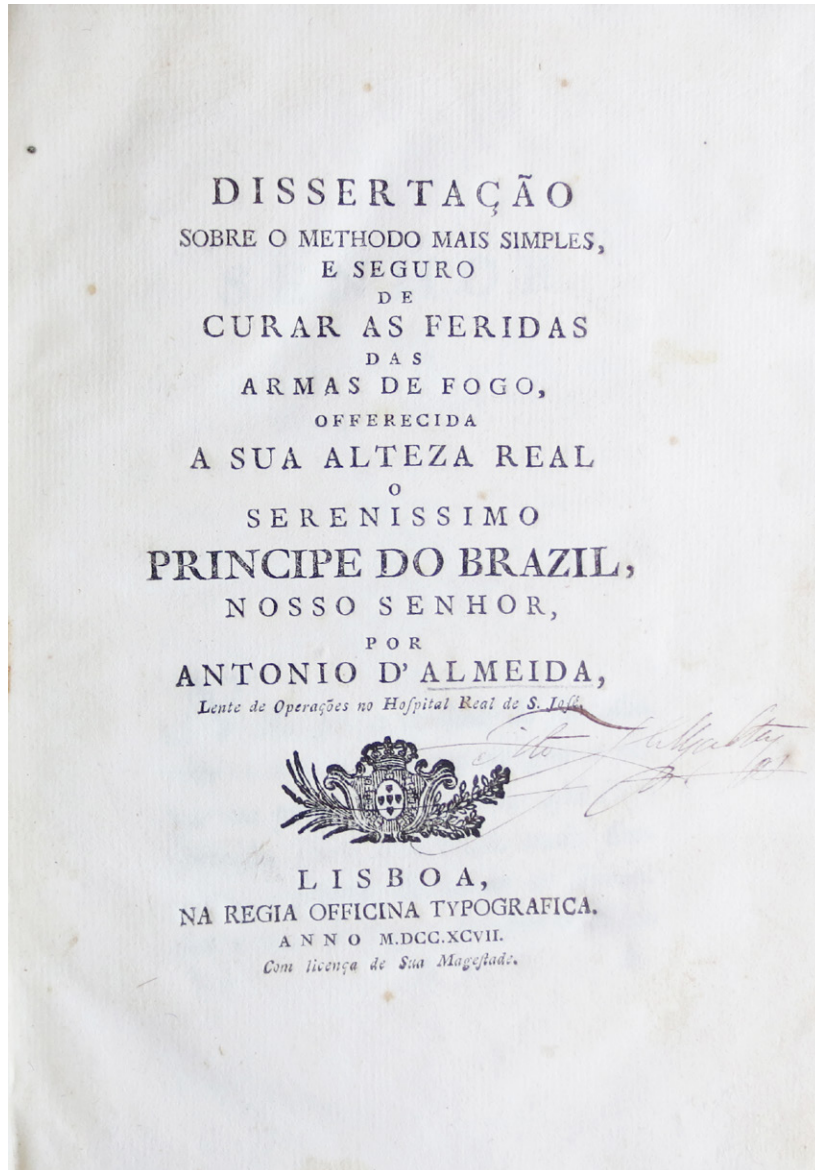 DISSERTAÇÃO
SOBRE O METHODO MAIS SIMPLES,
E SEGURO
DE
CURAR AS FERIDAS
DAS
ARMAS DE FOGO,
OFFERECIDA
A SUA ALTEZA REAL
O
SERENISSIMO
PRINCIPE DO BRAZIL,
NOSSO SENHOR,
POR
ANTONIO D' ALMEIDA,
Lente de Operações no Hoſpital Real de S. Joſé.
LISBOA,
NA REGIA OFFICINA TYPOGRAFICA.
ANNO M.DCC.XCVII.
Com licença de Sua Mageſtade.